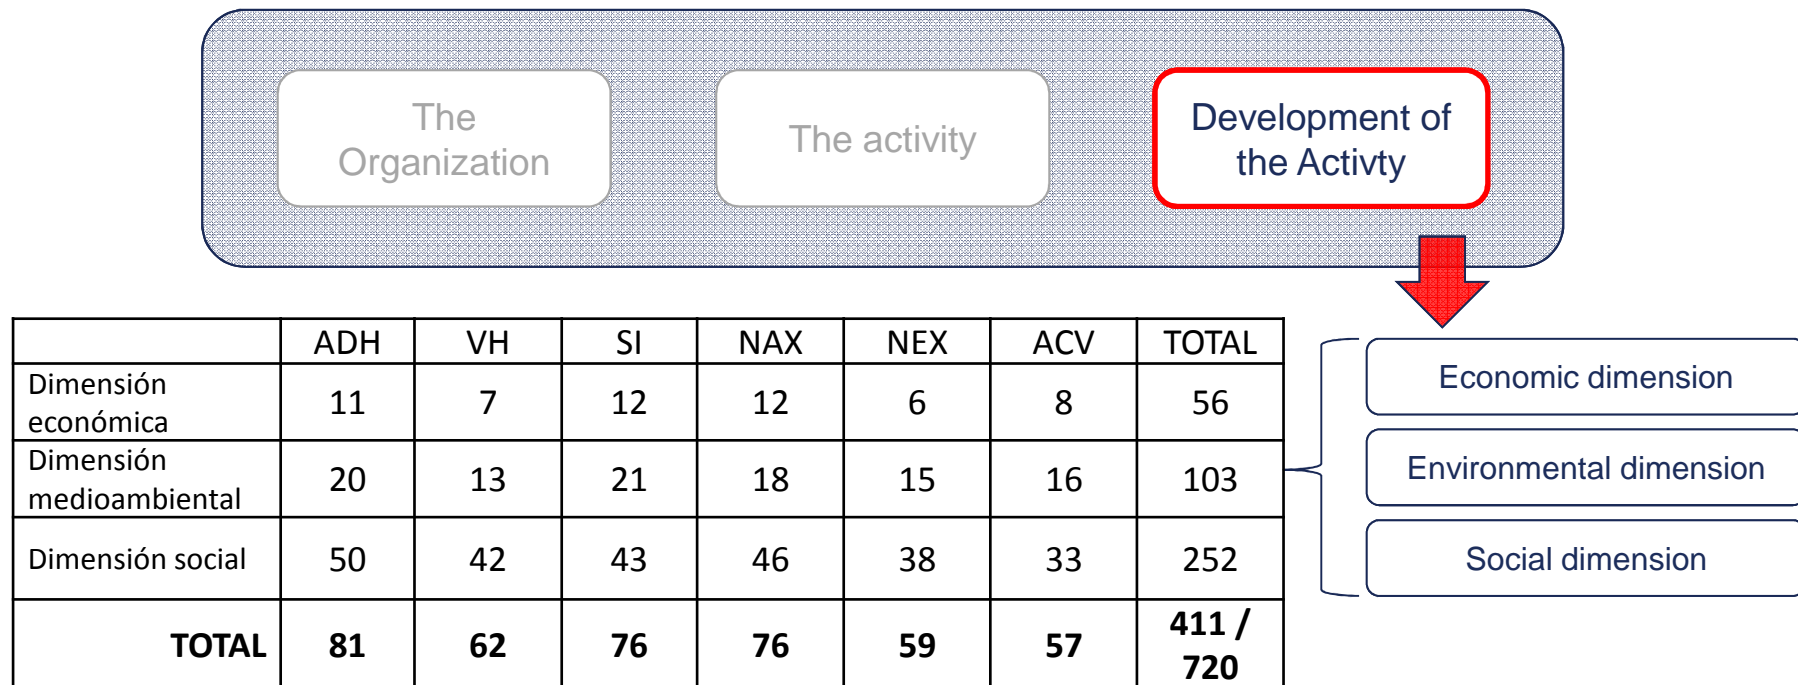 The
Organization
The activity
Development of
the Activty
ADH VH SI NAX NEX ACV TOTAL
Dimensión
económica
11 7 12 12 6 8 56
Dimensión
medioambiental
20 13 21 18 15 16 103
Dimensión social 50 42 43 46 38 33 252
TOTAL 81 62 76 76 59 57 411 /
720
Economic dimension
Environmental dimension
Social dimension